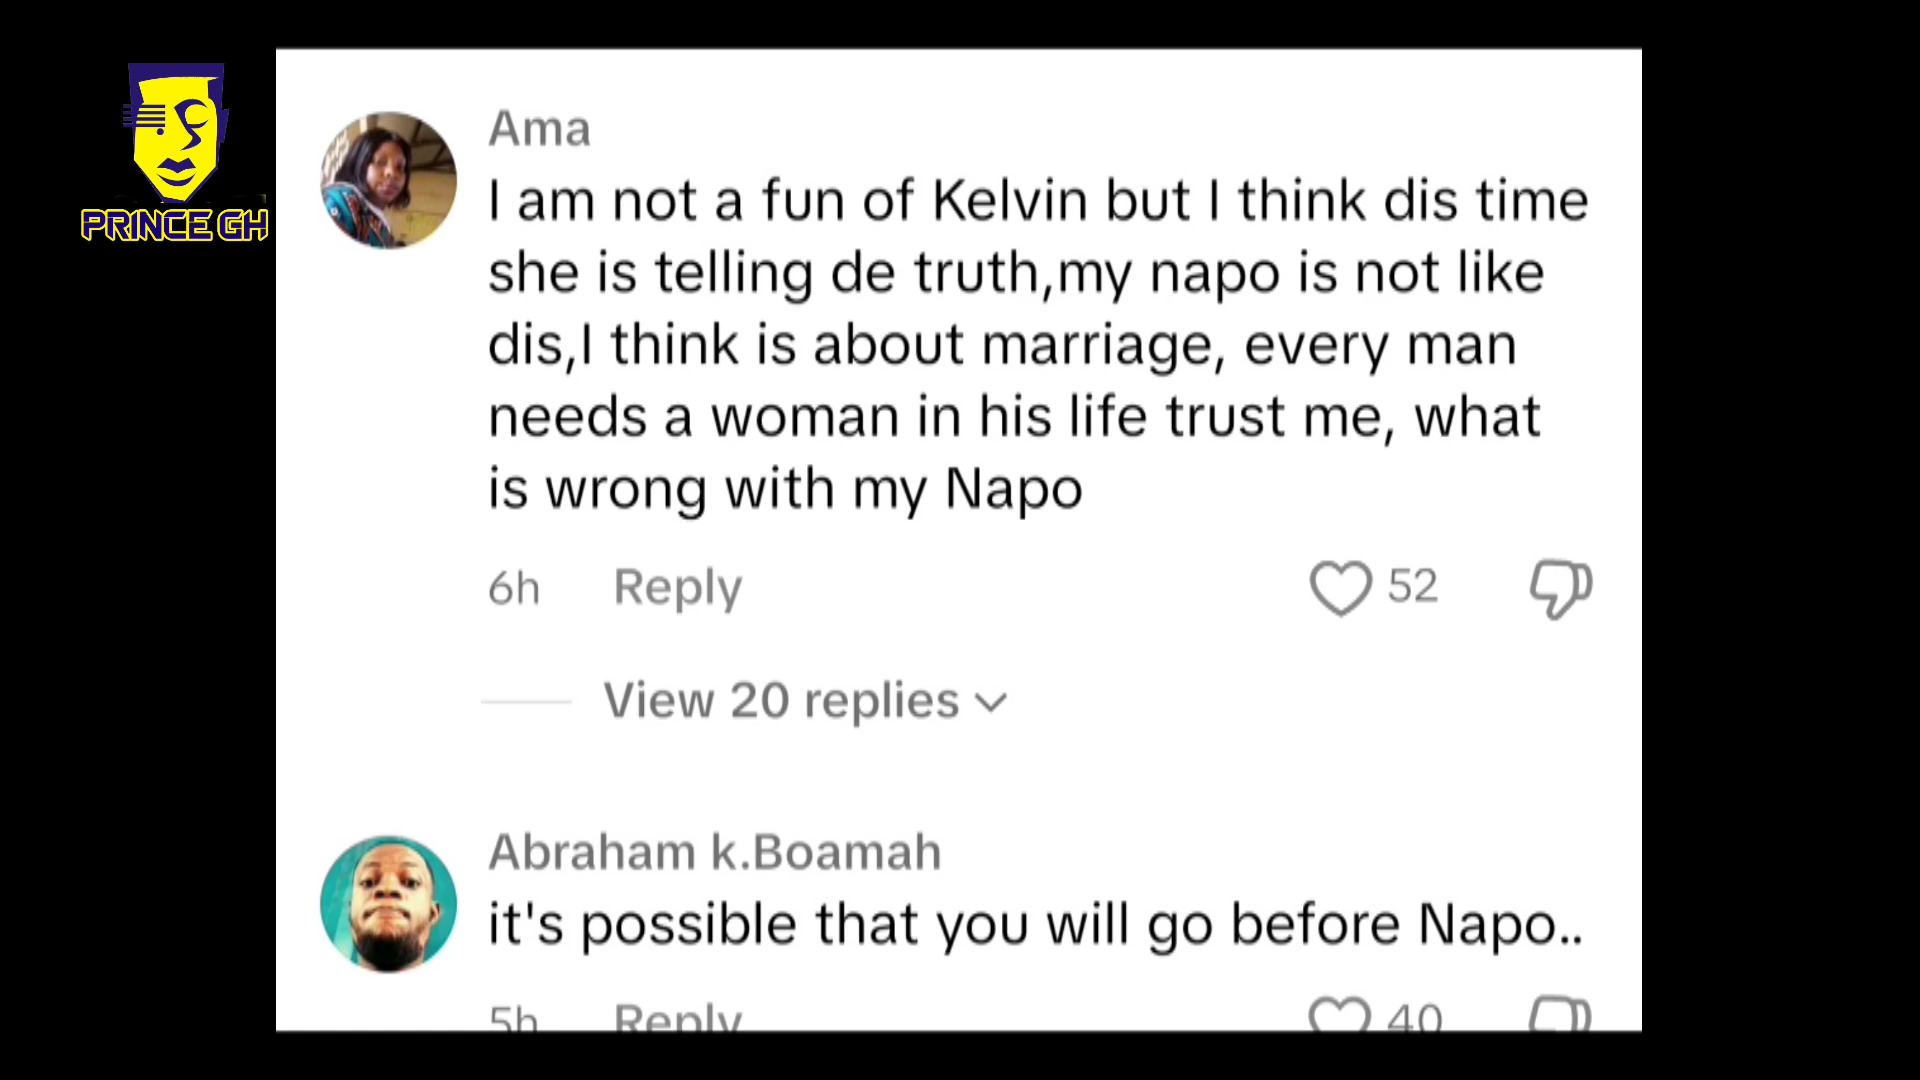 PRINCE GH
Ama
I am not a fun of Kelvin but I think dis time
she is telling de truth,my napo is not like
dis,I think is about marriage, every man
needs a woman in his life trust me, what
is wrong with my Napo
6h Reply 52
View 20 replies
Abraham k.Boamah
it's possible that you will go before Napo..
5h Reply 40